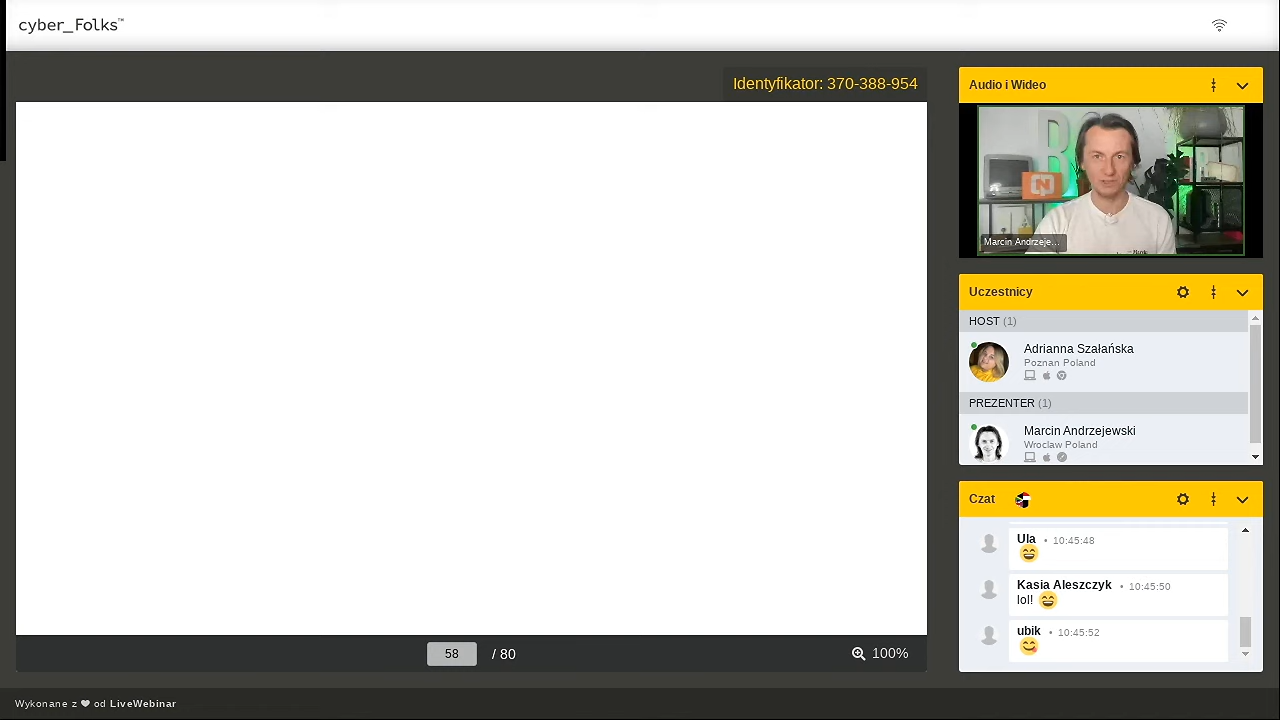 cyber_Folks™
Identyfikator: 370-388-954
Audio i Wideo
Marcin Andrzeje...
Uczestnicy
HOST (1)
Adrianna Szałańska
Poznan Poland
PREZENTER (1)
Marcin Andrzejewski
Wroclaw Poland
Czat
Ula • 10:45:48
Kasia Aleszczyk • 10:45:50
lol!
ubik • 10:45:52
58 / 80
100%
Wykonane z ❤ od LiveWebinar